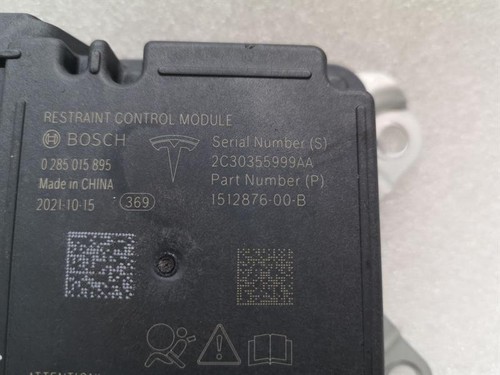 RESTRAINT CONTROL MODULE
BOSCH
0 285 015 895
Made in CHINA
2021-10-15 369
Serial Number (S)
2C30355999AA
Part Number (P)
1512876-00-B
ATTENTION